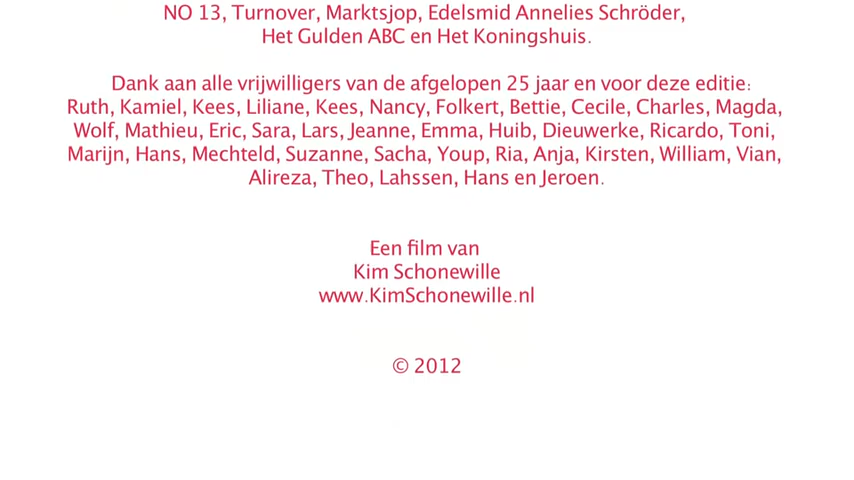 NO 13, Turnover, Marktsjop, Edelsmid Annelies Schröder,
Het Gulden ABC en Het Koningshuis.
Dank aan alle vrijwilligers van de afgelopen 25 jaar en voor deze editie:
Ruth, Kamiel, Kees, Liliane, Kees, Nancy, Folkert, Bettie, Cecile, Charles, Magda,
Wolf, Mathieu, Eric, Sara, Lars, Jeanne, Emma, Huib, Dieuwerke, Ricardo, Toni,
Marijn, Hans, Mechteld, Suzanne, Sacha, Youp, Ria, Anja, Kirsten, William, Vian,
Alireza, Theo, Lahssen, Hans en Jeroen.
Een film van
Kim Schonewille
www.KimSchonewille.nl
© 2012